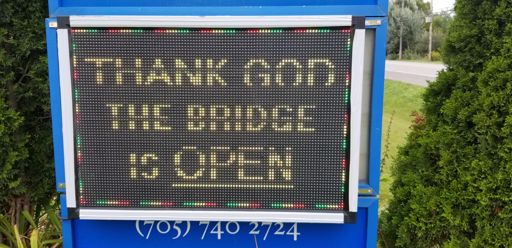 THANK GOD
THE BRIDGE
IS OPEN
(705) 740 2724